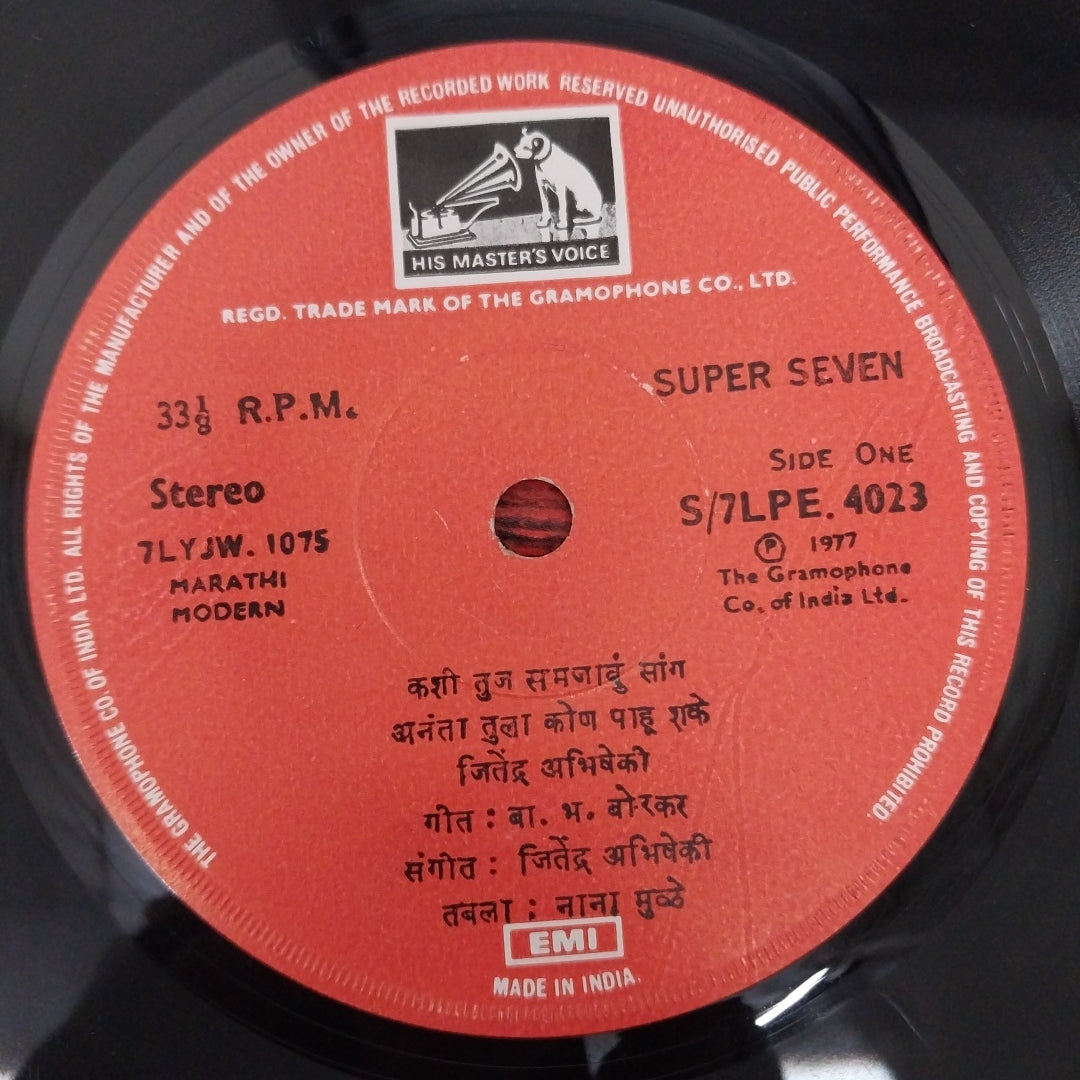 THE GRAMOPHONE CO. OF INDIA LTD. ALL RIGHTS OF THE MANUFACTURER AND OF THE OWNER OF THE RECORDED WORK RESERVED UNAUTHORISED PUBLIC PERFORMANCE BROADCASTING AND COPYING OF THIS RECORD PROHIBITED.
HIS MASTER'S VOICE
REGD. TRADE MARK OF THE GRAMOPHONE CO., LTD.
SUPER SEVEN
33⅓ R.P.M.
SIDE ONE
Stereo
S/7LPE. 4023
7LYJW. 1075
Ⓟ 1977
MARATHI
The Gramophone
MODERN
Co. of India Ltd.
कशी तुज समजावुं सांग
अनंता तुला कोण पाहू शके
जितेंद्र अभिषेकी
गीत : बा. भ. बोरकर
संगीत : जितेंद्र अभिषेकी
तबला : नाना मुळे
EMI
MADE IN INDIA.